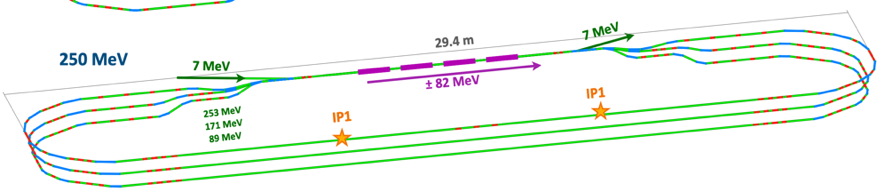 29.4 m
7 MeV
250 MeV
7 MeV
± 82 MeV
IP1
253 MeV
171 MeV
89 MeV
IP1